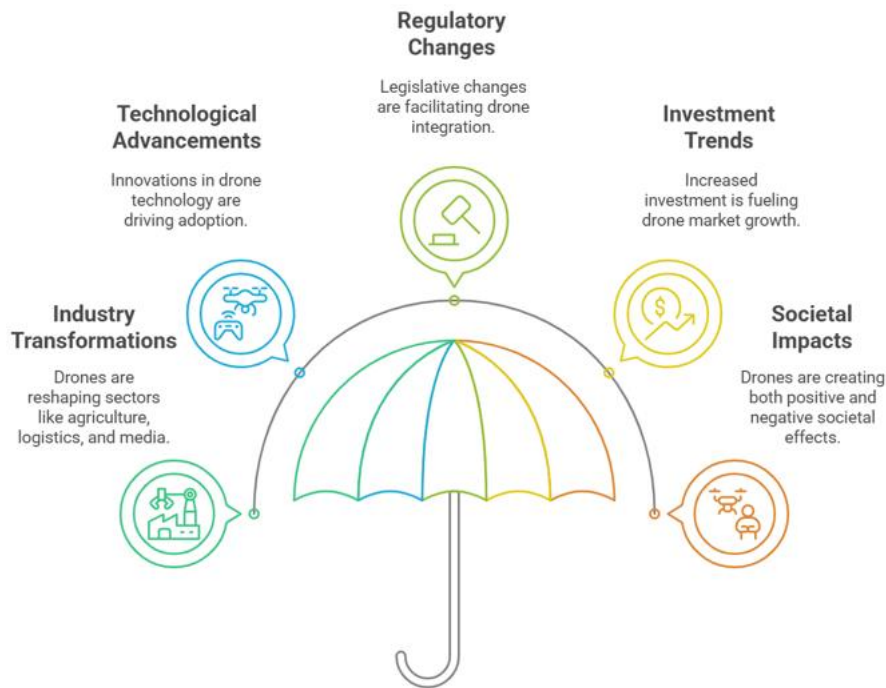 Regulatory
Changes
Legislative changes
are facilitating drone
integration.
Technological
Advancements
Innovations in drone
technology are
driving adoption.
Investment
Trends
Increased
investment is fueling
drone market growth.
Industry
Transformations
Drones are
reshaping sectors
like agriculture,
logistics, and media.
Societal
Impacts
Drones are creating
both positive and
negative societal
effects.
$